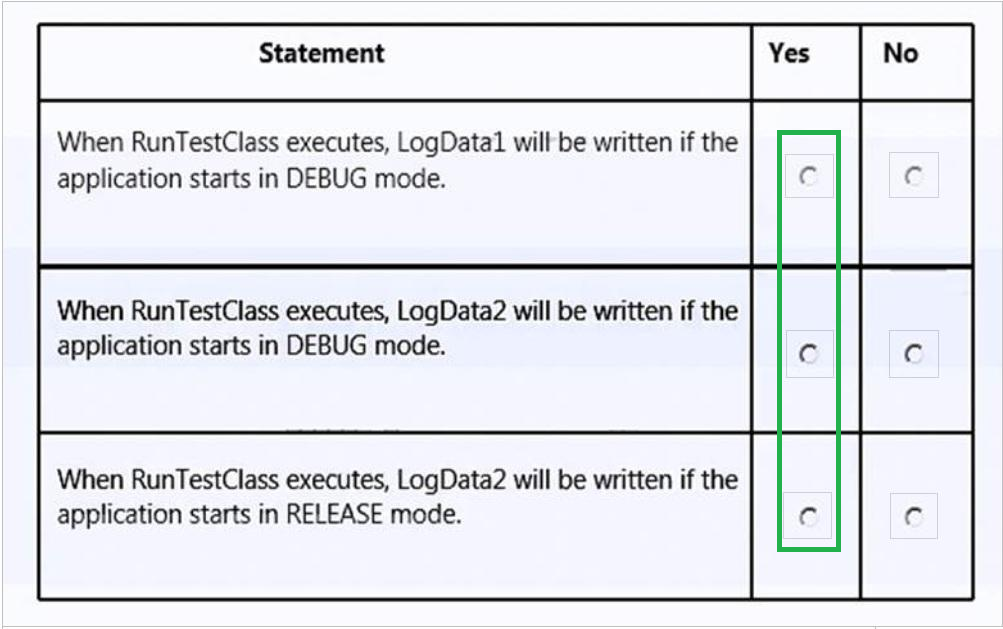 Statement Yes No
When RunTestClass executes, LogData1 will be written if the
application starts in DEBUG mode.
When RunTestClass executes, LogData2 will be written if the
application starts in DEBUG mode.
When RunTestClass executes, LogData2 will be written if the
application starts in RELEASE mode.